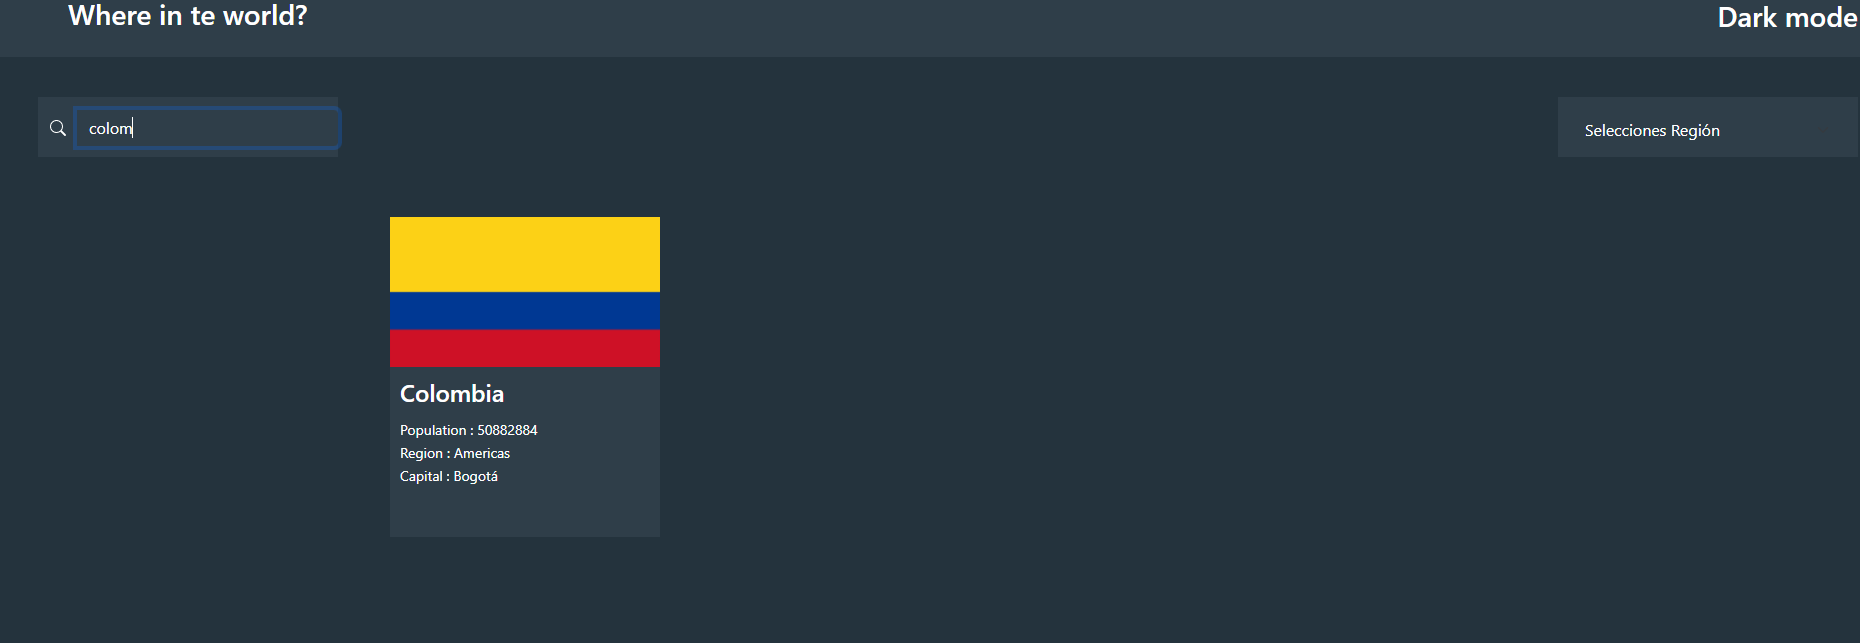 Where in te world?
Dark mode
colom
Selecciones Región
Colombia
Population : 50882884
Region : Americas
Capital : Bogotá